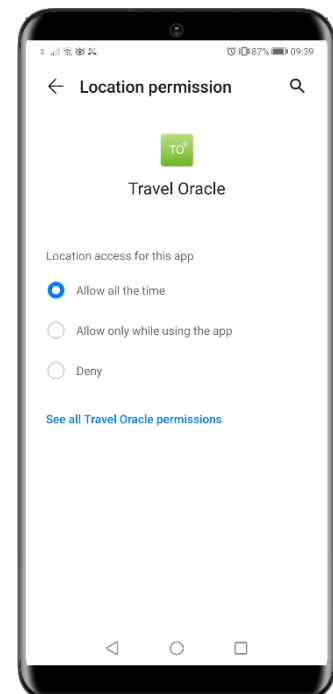 3 87% 09:39
Location permission
TO
Travel Oracle
Location access for this app
Allow all the time
Allow only while using the app
Deny
See all Travel Oracle permissions